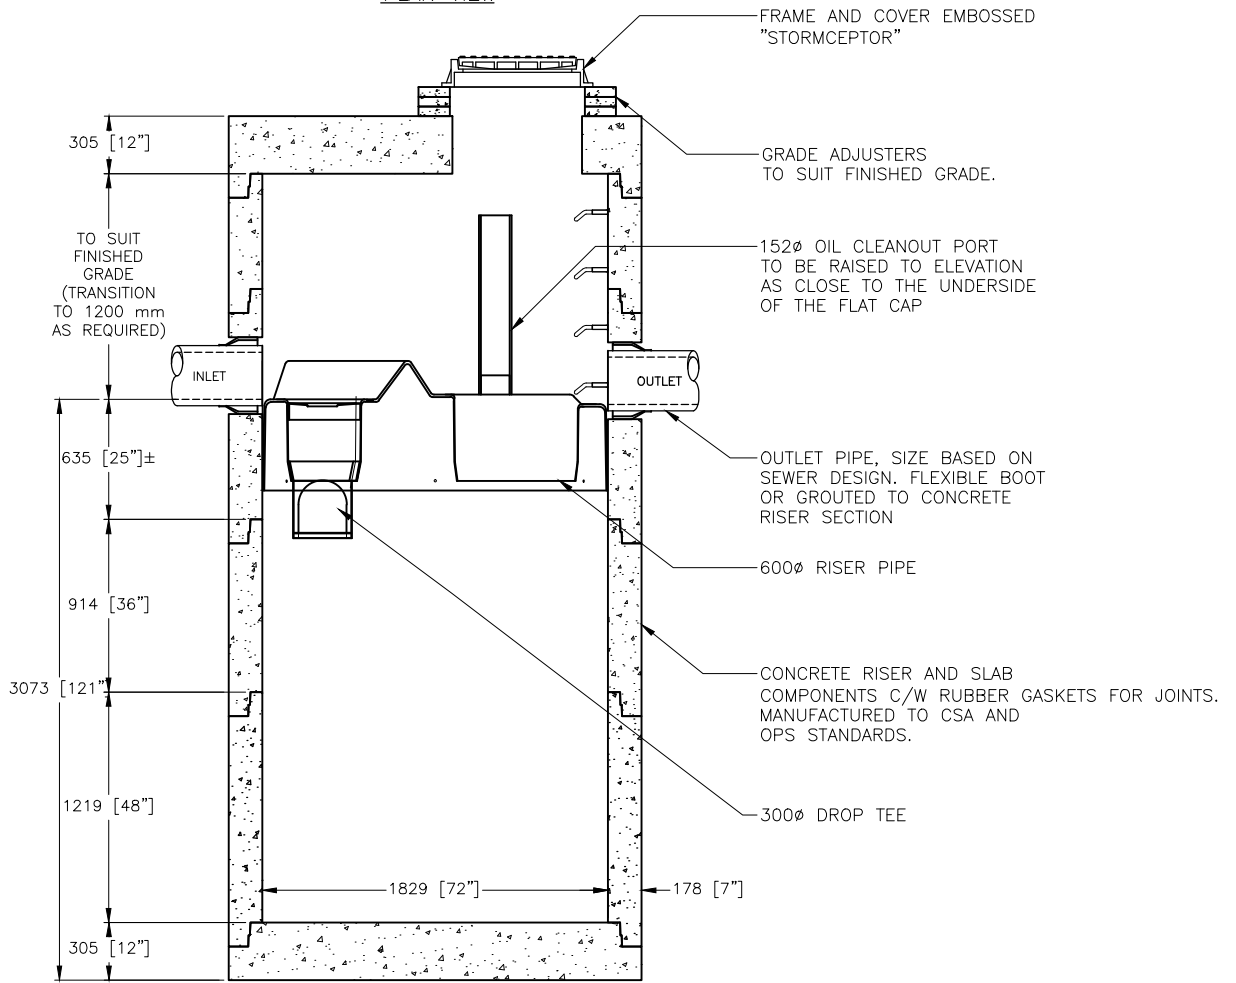 PLAN VIEW
FRAME AND COVER EMBOSSED
"STORMCEPTOR"
305 [12"]
GRADE ADJUSTERS
TO SUIT FINISHED GRADE.
TO SUIT
FINISHED
GRADE
(TRANSITION
TO 1200 mm
AS REQUIRED)
152ø OIL CLEANOUT PORT
TO BE RAISED TO ELEVATION
AS CLOSE TO THE UNDERSIDE
OF THE FLAT CAP
INLET
OUTLET
635 [25"]±
OUTLET PIPE, SIZE BASED ON
SEWER DESIGN. FLEXIBLE BOOT
OR GROUTED TO CONCRETE
RISER SECTION
600ø RISER PIPE
914 [36"]
3073 [121"
CONCRETE RISER AND SLAB
COMPONENTS C/W RUBBER GASKETS FOR JOINTS.
MANUFACTURED TO CSA AND
OPS STANDARDS.
1219 [48"]
300ø DROP TEE
1829 [72"]
178 [7"]
305 [12"]